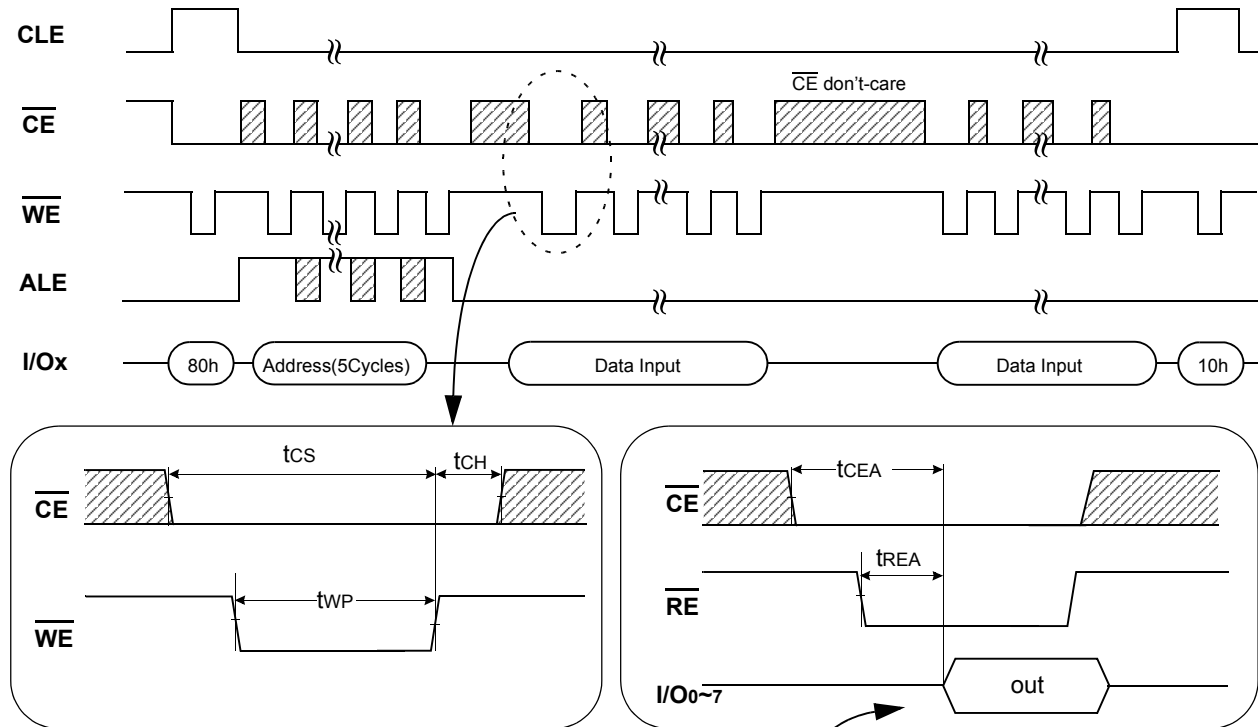 CLE
CE don't-care
CE
WE
ALE
I/Ox
80h
Address(5Cycles)
Data Input
Data Input
10h
tCS
tCH
CE
tWP
WE
tCEA
CE
tREA
RE
I/O0~7
out